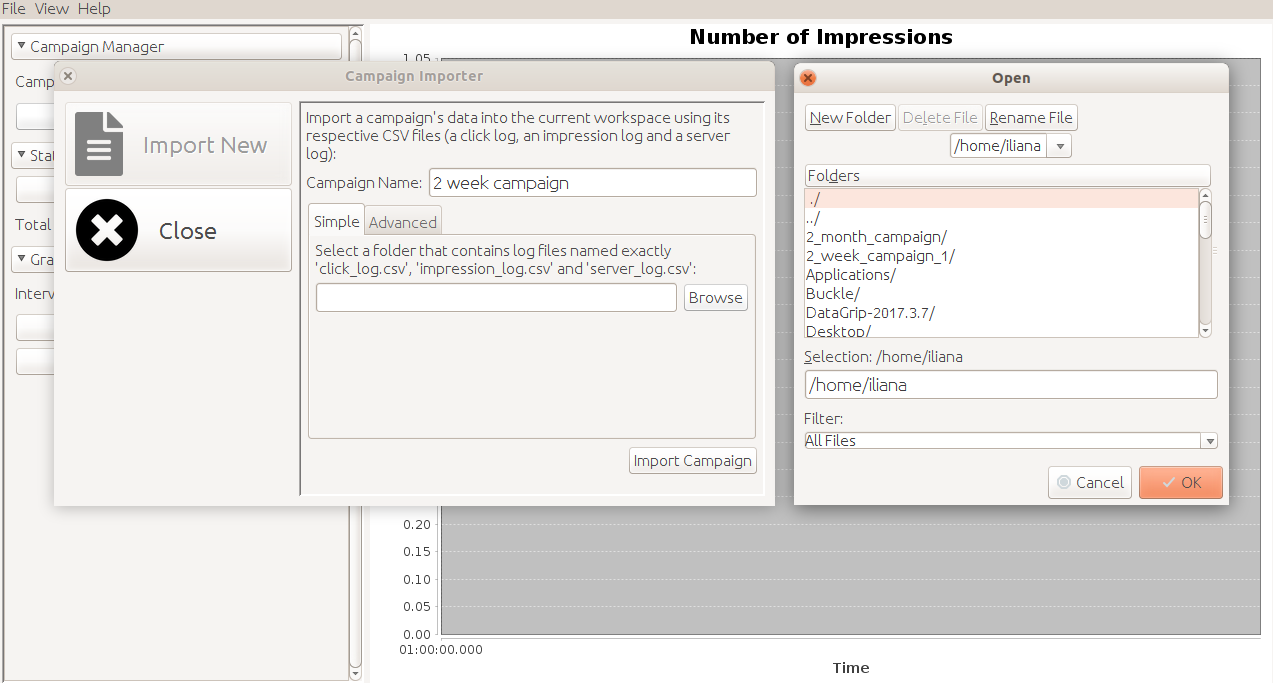 File View Help
Campaign Manager
Camp
Stat
Total
Gra
Interv
Number of Impressions
1.05
Campaign Importer
Import New
Close
Import a campaign's data into the current workspace using its
respective CSV files (a click log, an impression log and a server
log):
Campaign Name: 2 week campaign
Simple Advanced
Select a folder that contains log files named exactly
'click_log.csv', 'impression_log.csv' and 'server_log.csv':
Browse
Import Campaign
Open
New Folder Delete File Rename File
/home/iliana
Folders
./
../
2_month_campaign/
2_week_campaign_1/
Applications/
Buckle/
DataGrip-2017.3.7/
Desktop/
Selection: /home/iliana
/home/iliana
Filter:
All Files
Cancel OK
0.20
0.15
0.10
0.05
0.00
01:00:00.000
Time